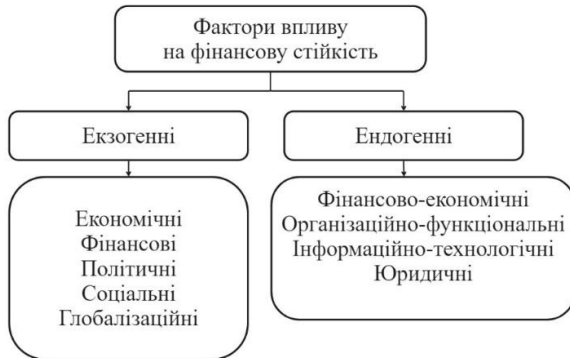 Фактори впливу
на фінансову стійкість
Екзогенні
Ендогенні
Економічні
Фінансові
Політичні
Соціальні
Глобалізаційні
Фінансово-економічні
Організаційно-функціональні
Інформаційно-технологічні
Юридичні